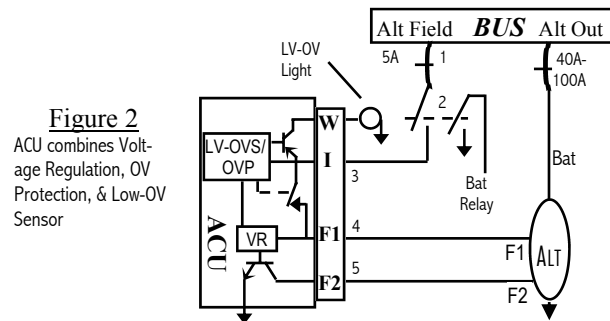 Alt Field BUS Alt Out
5A
1
40A-
100A
LV-OV
Light
2
Figure 2
ACU combines Volt-
age Regulation, OV
Protection, & Low-OV
Sensor
W
LV-OVS/
OVP
I
3
Bat
Relay
Bat
ACU
VR
F1
4
F1
ALT
F2
5
F2